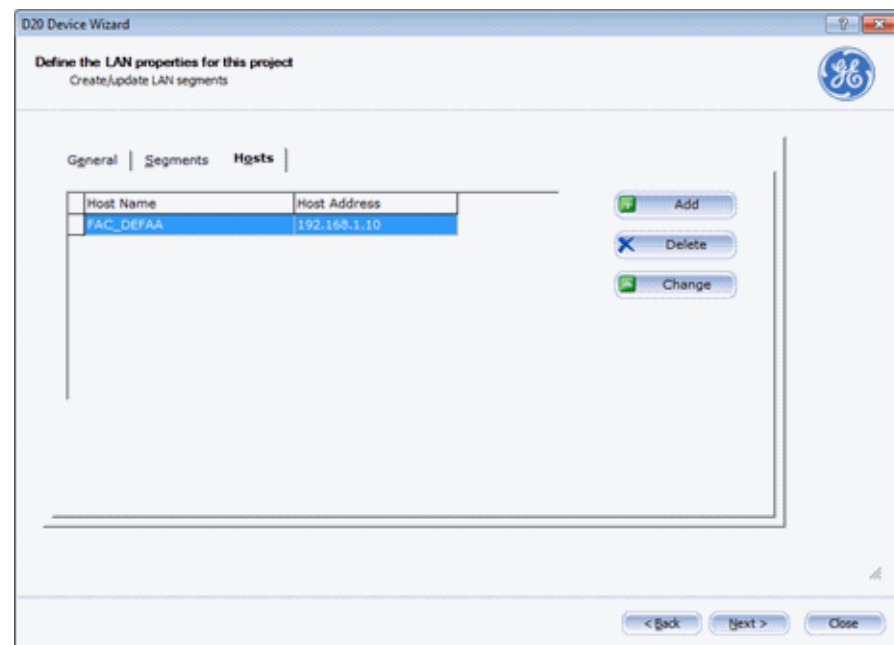 D20 Device Wizard
Define the LAN properties for this project
Create/update LAN segments
General Segments Hosts
Host Name Host Address Add
FAC_DEFAA 192.168.1.10
Delete
Change
< Back Next > Close